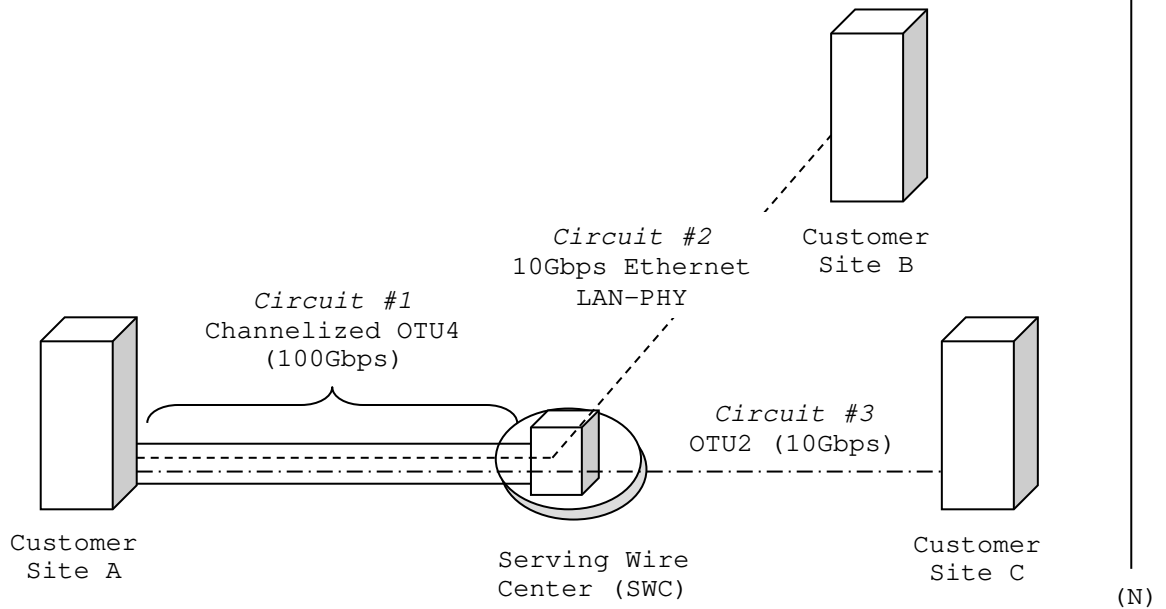 Circuit #2
10Gbps Ethernet
LAN-PHY
Customer
Site B
Circuit #1
Channelized OTU4
(100Gbps)
Circuit #3
OTU2 (10Gbps)
Customer
Site A
Serving Wire
Center (SWC)
Customer
Site C
(N)